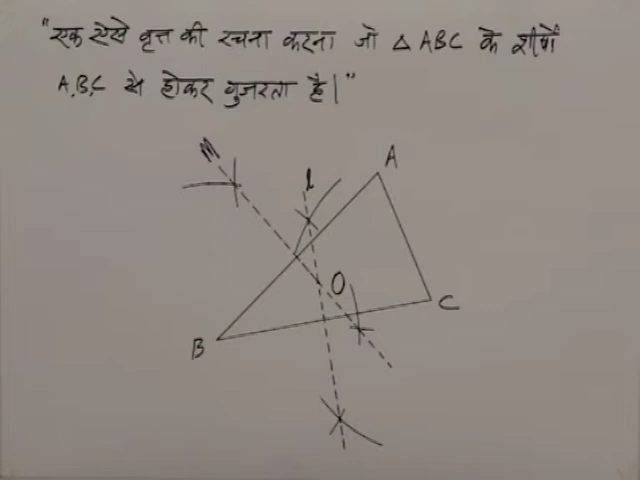 "एक ऐसे वृत्त की रचना करना जो △ ABC के शीर्षों
A,B,C से होकर गुजरता है।"
M
l
A
O
C
B